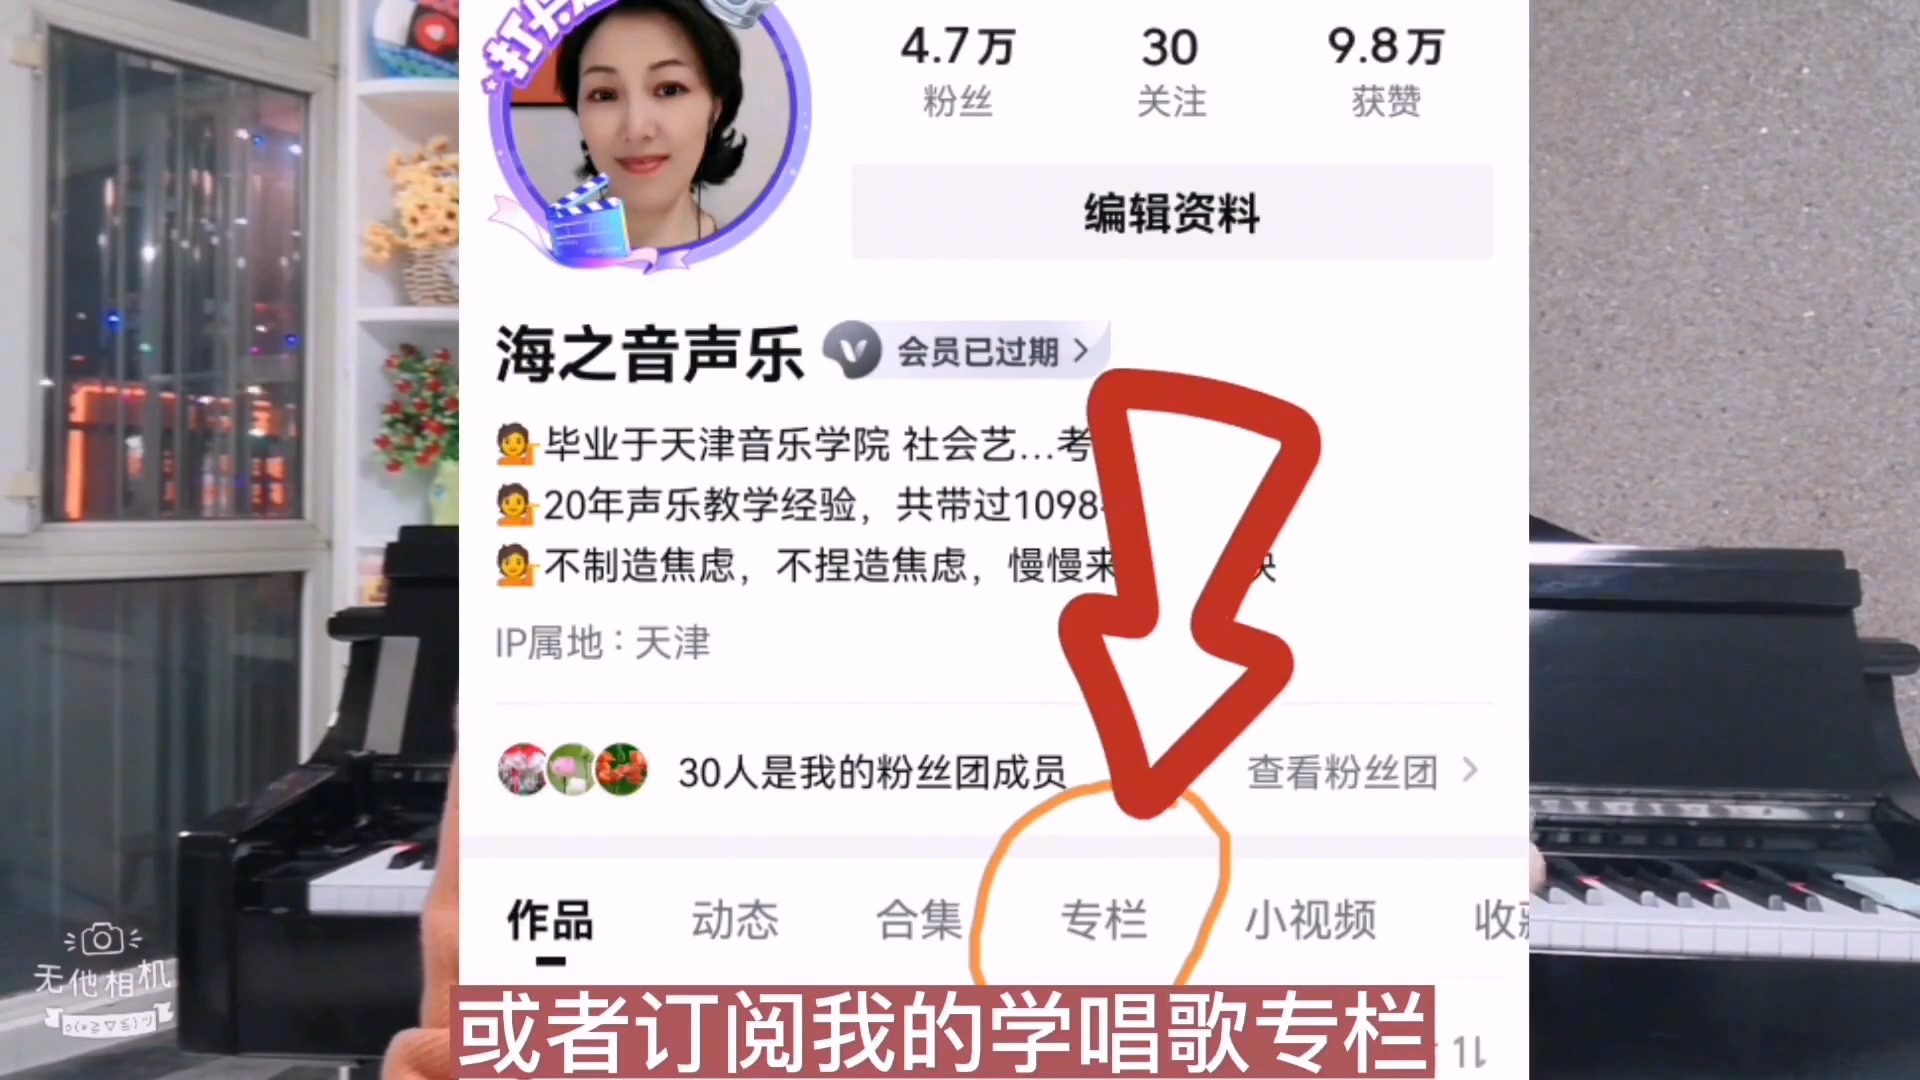 打卡
4.7万
30
9.8万
粉丝
关注
获赞
编辑资料
海之音声乐
会员已过期
毕业于天津音乐学院 社会艺…考
20年声乐教学经验，共带过1098
不制造焦虑，不捏造焦虑，慢慢来
IP属地：天津
30人是我的粉丝团成员
查看粉丝团
作品
动态
合集
专栏
小视频
收
无他相机
或者订阅我的学唱歌专栏